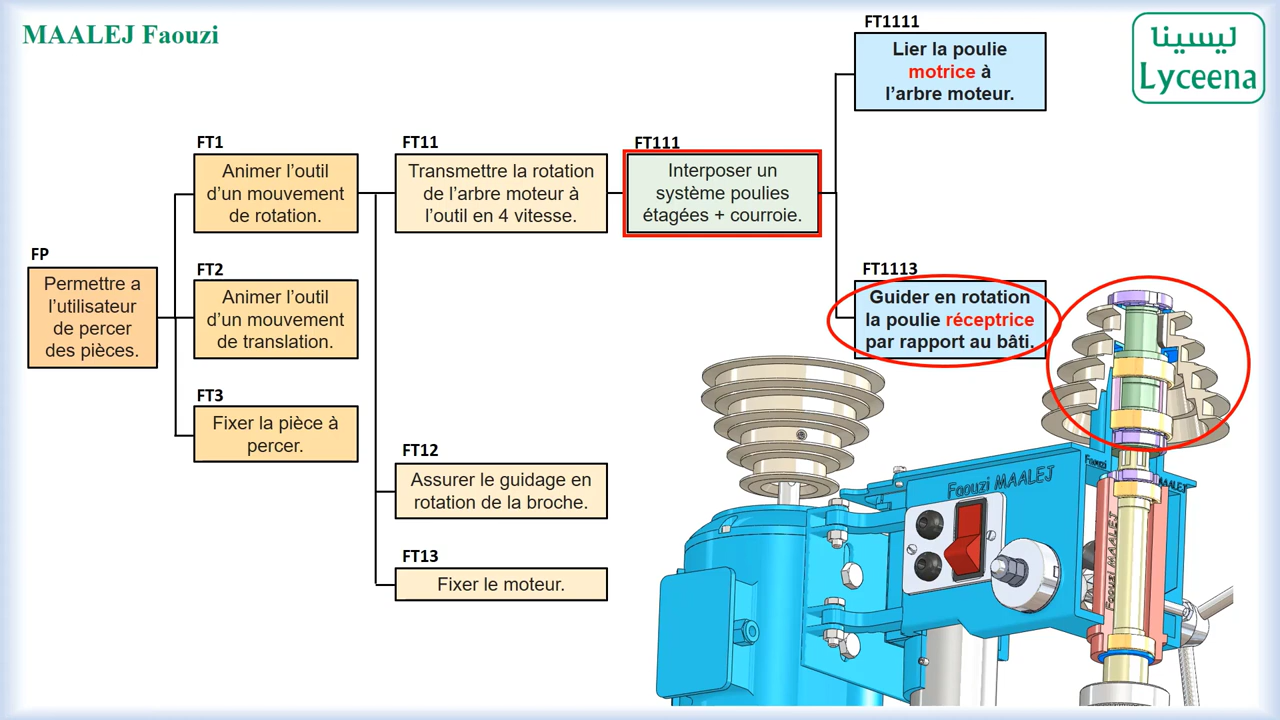 MAALEJ Faouzi
ليسينا
Lyceena
FT1111
Lier la poulie
motrice à
l’arbre moteur.
FT1
Animer l’outil
d’un mouvement
de rotation.
FT11
Transmettre la rotation
de l’arbre moteur à
l’outil en 4 vitesse.
FT111
Interposer un
système poulies
étagées + courroie.
FP
Permettre a
l’utilisateur
de percer
des pièces.
FT2
Animer l’outil
d’un mouvement
de translation.
FT1113
Guider en rotation
la poulie réceptrice
par rapport au bâti.
FT3
Fixer la pièce à
percer.
FT12
Assurer le guidage en
rotation de la broche.
FT13
Fixer le moteur.
Faouzi MAALEJ
Faouzi
MAALEJ
Faouzi MAALEJ